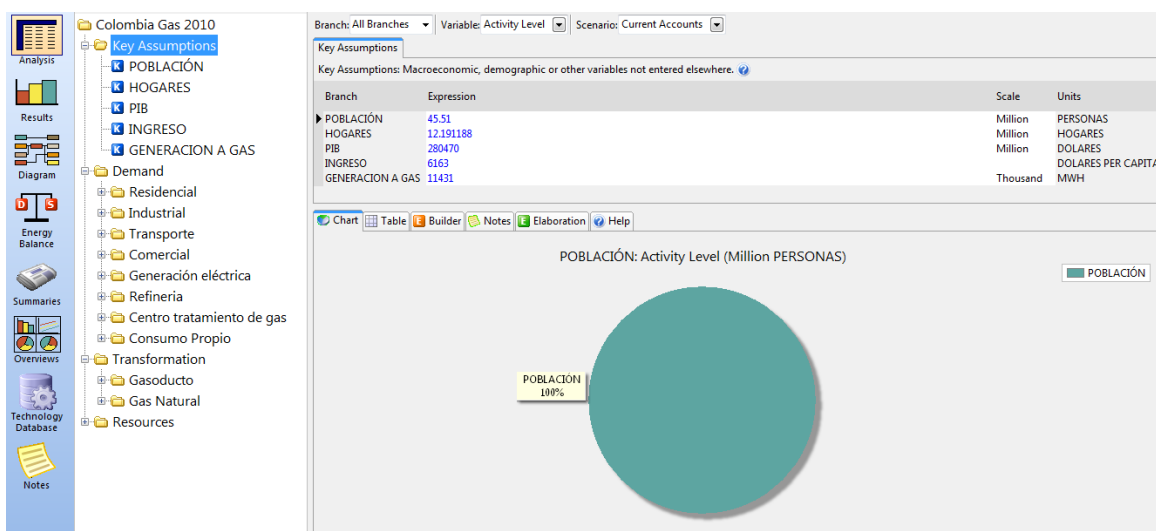 Analysis
Results
Diagram
Energy
Balance
Summaries
Overviews
Technology
Database
Notes
Colombia Gas 2010
Key Assumptions
K POBLACIÓN
K HOGARES
K PIB
K INGRESO
K GENERACION A GAS
Demand
Residencial
Industrial
Transporte
Comercial
Generación eléctrica
Refineria
Centro tratamiento de gas
Consumo Propio
Transformation
Gasoducto
Gas Natural
Resources
Branch: All Branches Variable: Activity Level Scenario: Current Accounts
Key Assumptions
Key Assumptions: Macroeconomic, demographic or other variables not entered elsewhere. ?
Branch Expression Scale Units
POBLACIÓN 45.51 Million PERSONAS
HOGARES 12.191188 Million HOGARES
PIB 280470 Million DOLARES
INGRESO 6163 DOLARES PER CAPITA
GENERACION A GAS 11431 Thousand MWH
Chart Table E Builder Notes E Elaboration ? Help
POBLACIÓN: Activity Level (Million PERSONAS)
POBLACIÓN
POBLACIÓN
100%